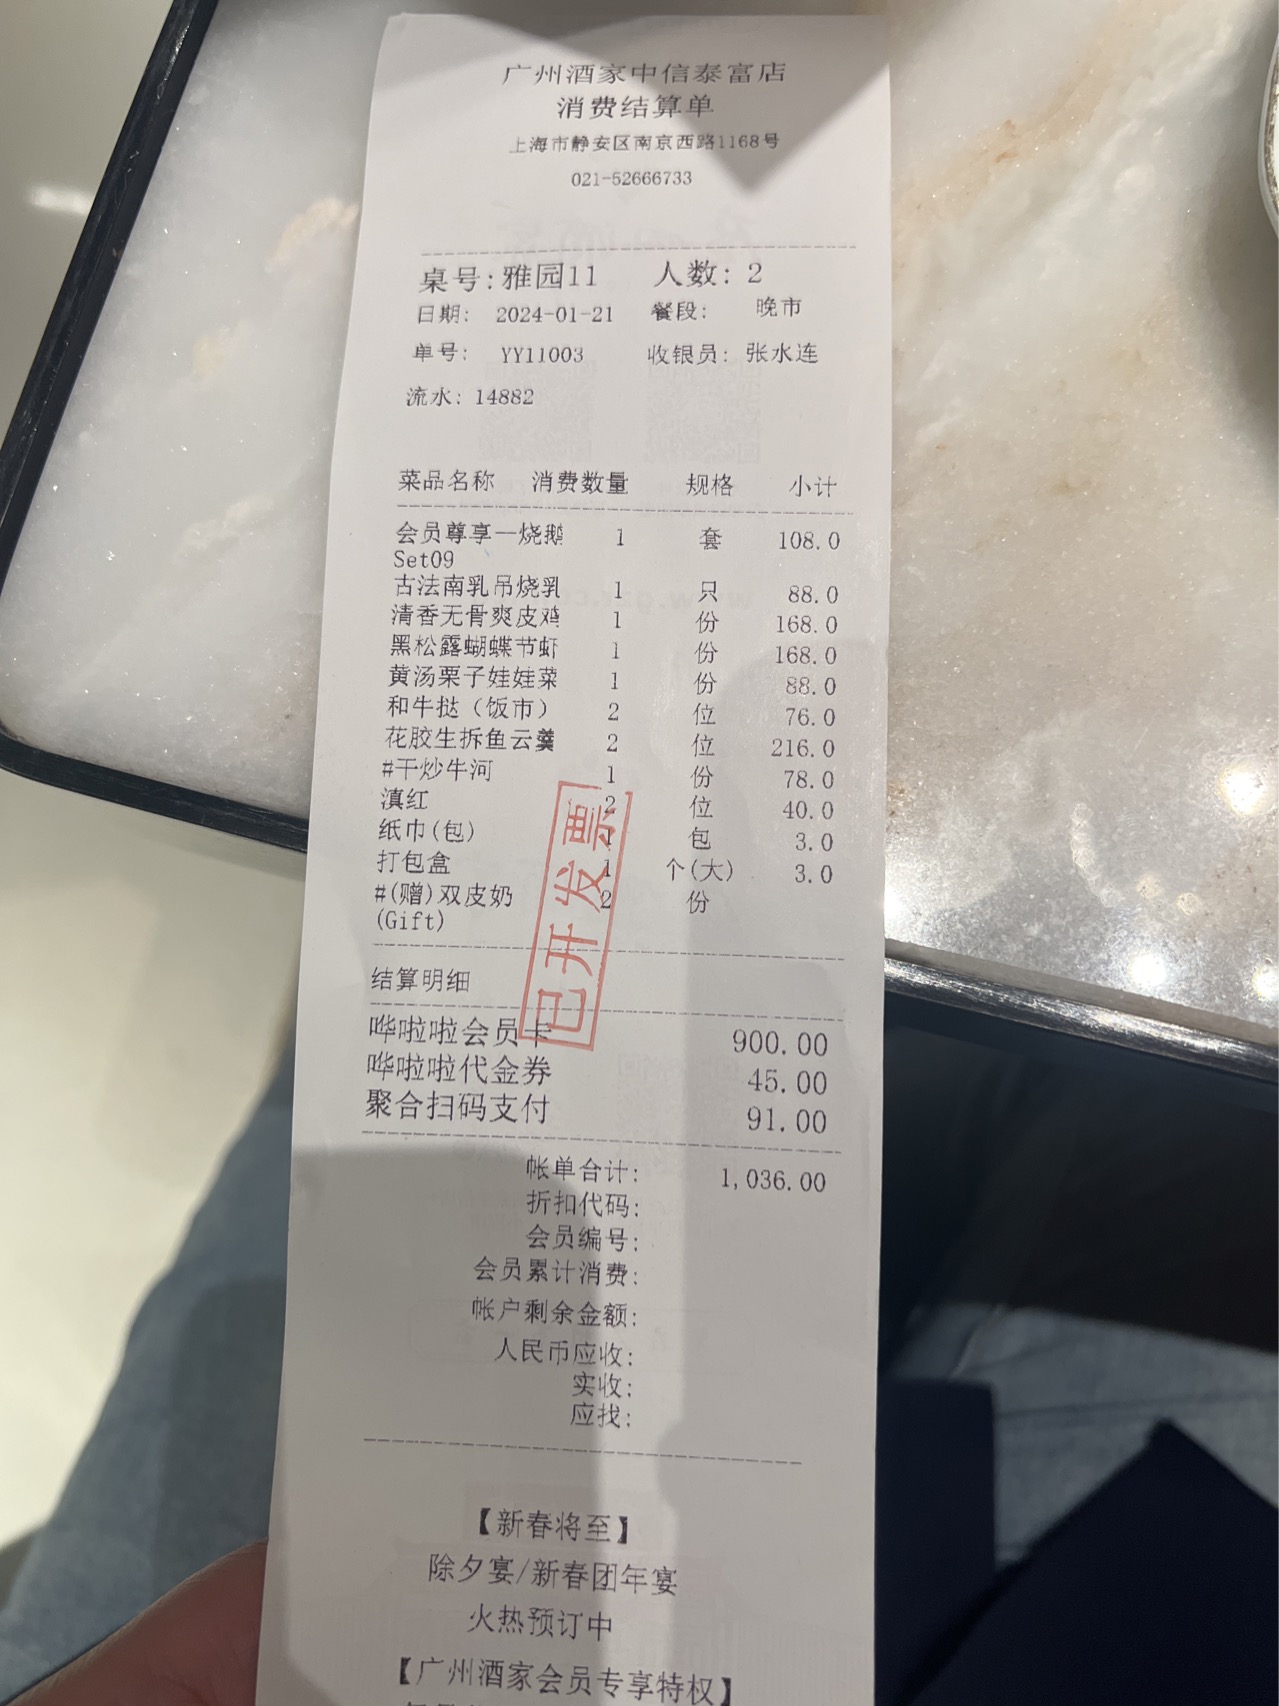 广州酒家中信泰富店
消费结算单
上海市静安区南京西路1168号
021-52666733
桌号:雅园11 人数: 2
日期: 2024-01-21 餐段: 晚市
单号: YY11003 收银员: 张水连
流水: 14882
菜品名称 消费数量 规格 小计
会员尊享一烧鹅 1 套 108.0
Set09
古法南乳吊烧乳 1 只 88.0
清香无骨爽皮鸡 1 份 168.0
黑松露蝴蝶节虾 1 份 168.0
黄汤栗子娃娃菜 1 份 88.0
和牛挞（饭市） 2 位 76.0
花胶生拆鱼云羹 2 位 216.0
#干炒牛河 1 份 78.0
滇红 2 位 40.0
纸巾(包) 1 包 3.0
打包盒 1 个(大) 3.0
#(赠)双皮奶 2 份
(Gift)
已开发票
结算明细
哗啦啦会员卡 900.00
哗啦啦代金券 45.00
聚合扫码支付 91.00
帐单合计: 1,036.00
折扣代码:
会员编号:
会员累计消费:
帐户剩余金额:
人民币应收:
实收:
应找:
【新春将至】
除夕宴/新春团年宴
火热预订中
【广州酒家会员专享特权】